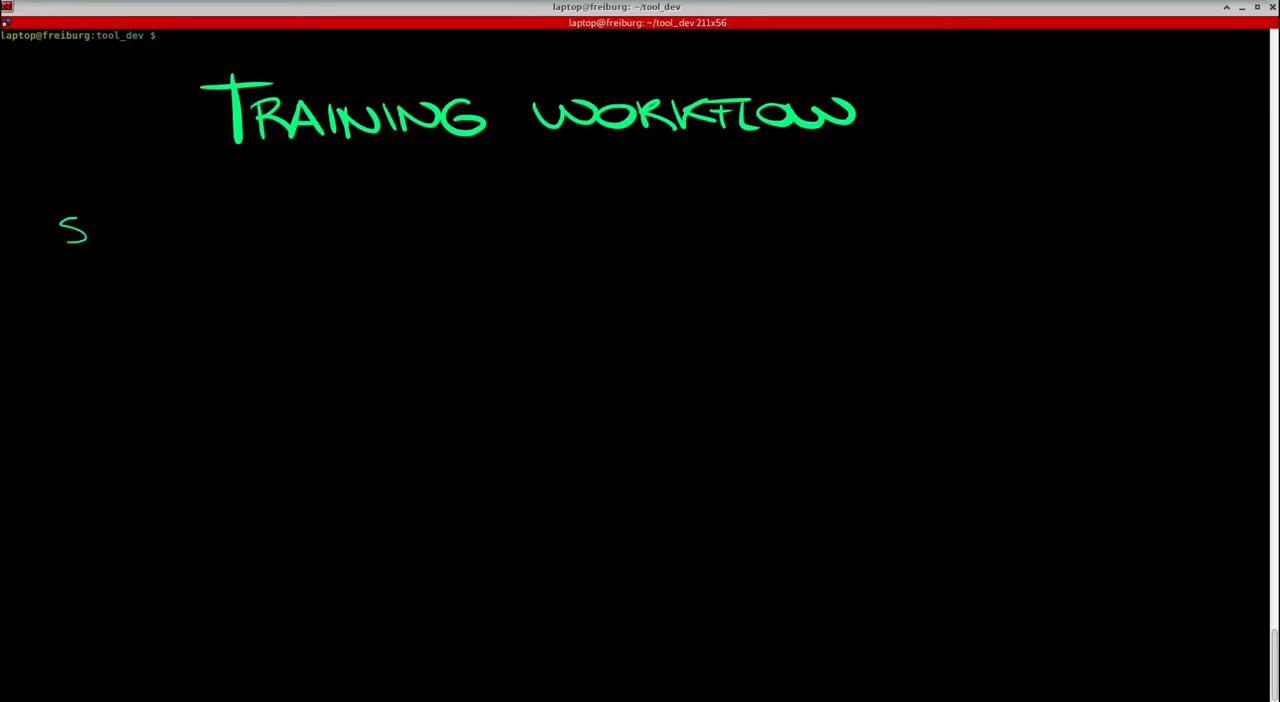 laptop@freiburg: ~/tool_dev
laptop@freiburg: ~/tool_dev 211x56
laptop@freiburg:tool_dev $
TRAINING WORKFLOW
S